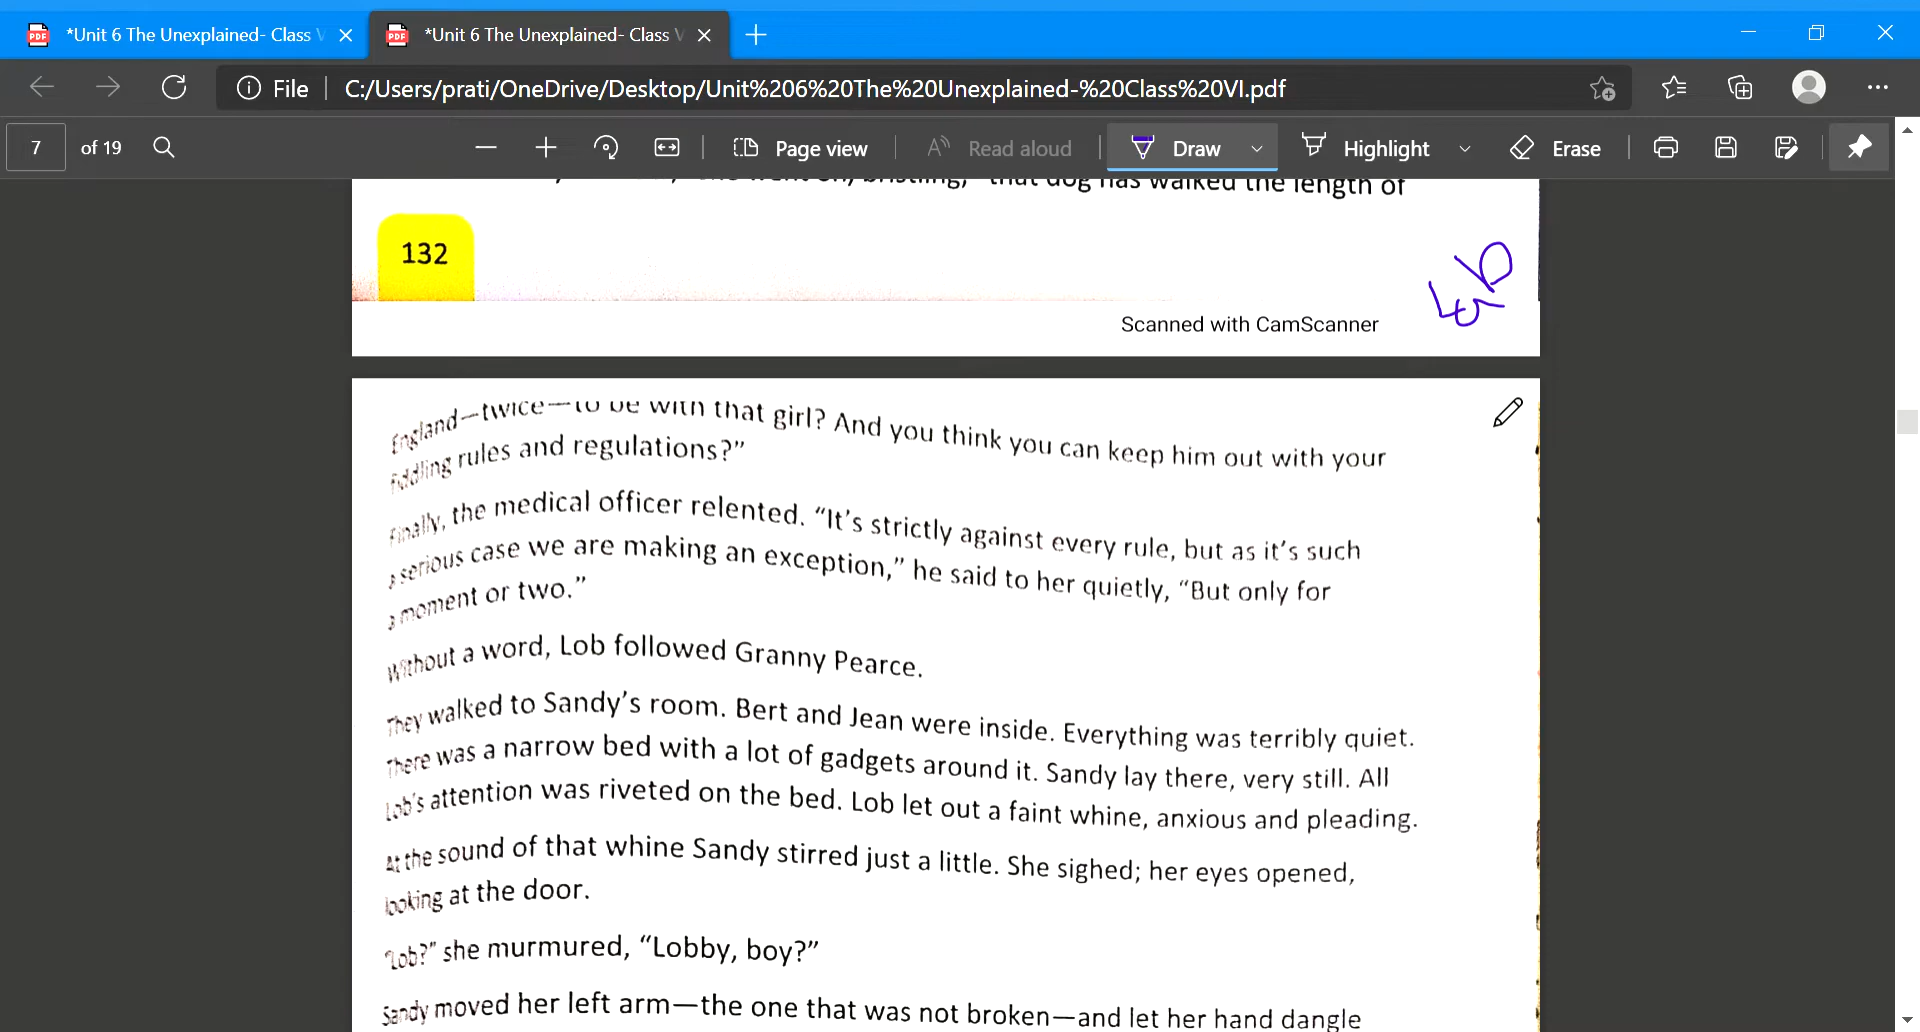 *Unit 6 The Unexplained- Class V
*Unit 6 The Unexplained- Class V
File
C:/Users/prati/OneDrive/Desktop/Unit%206%20The%20Unexplained-%20Class%20VI.pdf
7 of 19
Page view
Read aloud
Draw
Highlight
Erase
that dog has walked the length of
132
Lob
Scanned with CamScanner
England—twice—to be with that girl? And you think you can keep him out with your
fiddling rules and regulations?”
Finally, the medical officer relented. “It’s strictly against every rule, but as it’s such
a serious case we are making an exception,” he said to her quietly, “But only for
a moment or two.”
Without a word, Lob followed Granny Pearce.
They walked to Sandy’s room. Bert and Jean were inside. Everything was terribly quiet.
There was a narrow bed with a lot of gadgets around it. Sandy lay there, very still. All
Lob’s attention was riveted on the bed. Lob let out a faint whine, anxious and pleading.
At the sound of that whine Sandy stirred just a little. She sighed; her eyes opened,
looking at the door.
“Lob?” she murmured, “Lobby, boy?”
Sandy moved her left arm—the one that was not broken—and let her hand dangle